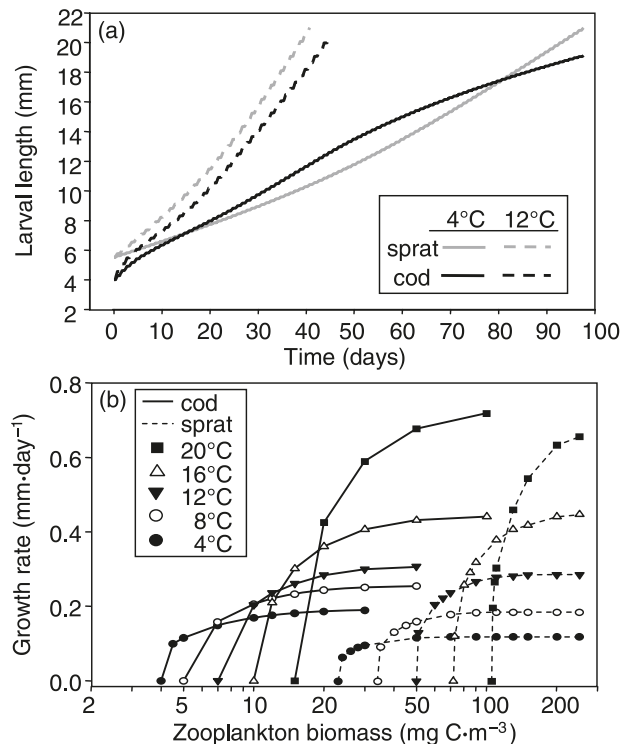 (a)
22
20
18
16
14
12
10
8
6
4
2
Larval length (mm)
4°C 12°C
sprat
cod
0 10 20 30 40 50 60 70 80 90 100
Time (days)
(b)
cod
sprat
20°C
16°C
12°C
8°C
4°C
0.8
0.6
0.4
0.2
0.0
Growth rate (mm·day⁻¹)
2 5 10 20 50 100 200
Zooplankton biomass (mg C·m⁻³)